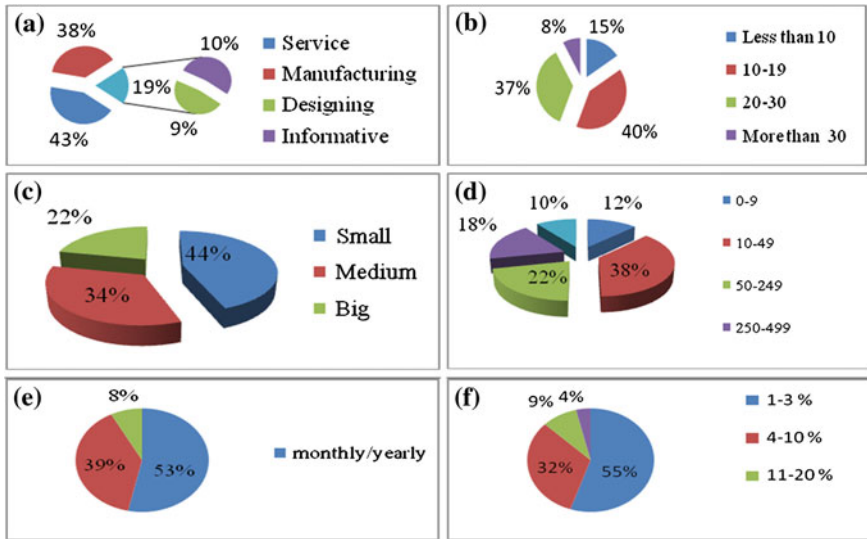 (a)
38%
19%
43%
10%
9%
Service
Manufacturing
Designing
Informative
(b)
8%
15%
37%
40%
Less than 10
10-19
20-30
More than 30
(c)
22%
44%
34%
Small
Medium
Big
(d)
10%
12%
18%
22%
38%
0-9
10-49
50-249
250-499
(e)
8%
39%
53%
monthly/yearly
(f)
9%
4%
32%
55%
1-3 %
4-10 %
11-20 %